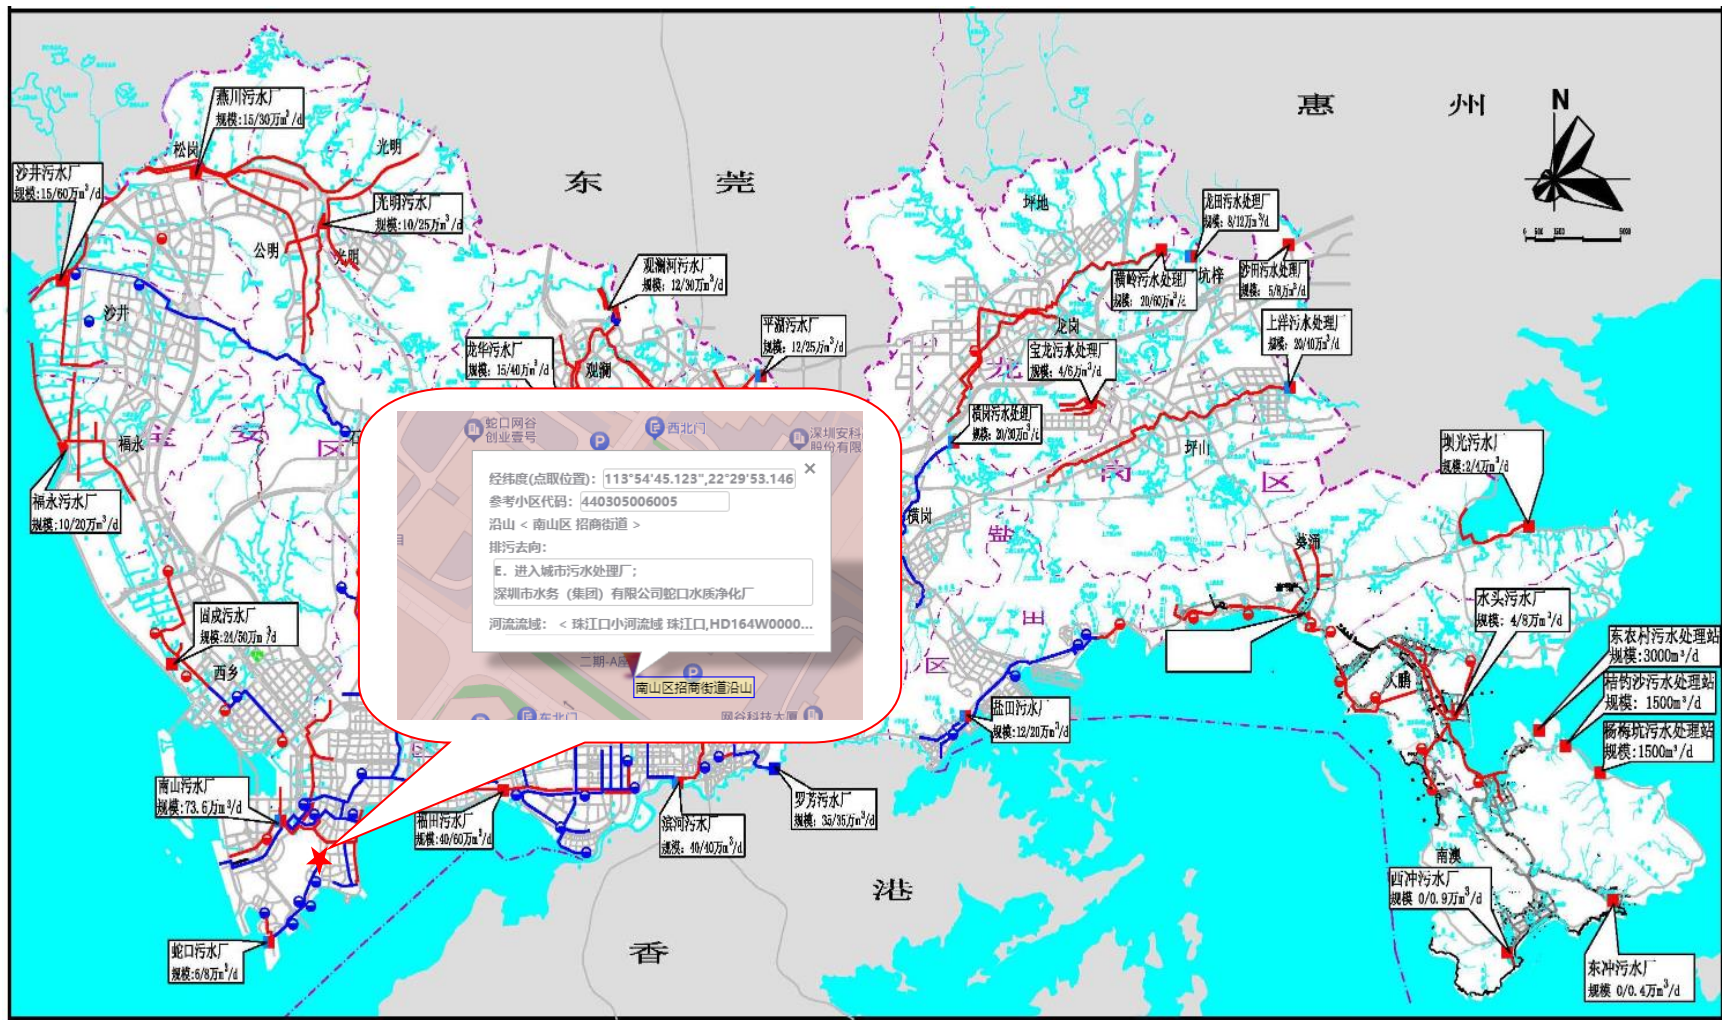 惠 州
N
东 莞
燕川污水厂
规模:15/30万m³/d
松岗
光明
沙井污水厂
规模:15/60万m³/d
光明污水厂
规模:10/25万m³/d
公明
光明
观澜河污水厂
规模: 12/30万m³/d
坪地
龙田污水处理厂
规模: 8/12万m³/d
横岭污水处理厂
规模: 20/60万m³/d
坑梓
沙田污水处理厂
规模: 5/8万m³/d
沙井
龙华污水厂
规模: 15/40万m³/d
观澜
平湖污水厂
规模: 12/25万m³/d
龙岗
宝龙污水处理厂
规模: 4/6万m³/d
上洋污水处理厂
规模: 20/40万m³/d
横岗污水处理厂
规模: 20/30万m³/d
龙
岗
区
坪山
坝光污水厂
规模:2/4万m³/d
宝 安 区
福永
福永污水厂
规模:10/20万m³/d
蛇口网谷
创业壹号
P
西北门
深圳安科
股份有限
经纬度(点取位置): 113°54'45.123",22°29'53.146
参考小区代码: 440305006005
沿山 < 南山区 招商街道 >
排污去向:
E. 进入城市污水处理厂;
深圳市水务 (集团) 有限公司蛇口水质净化厂
河流流域: < 珠江口小河流域 珠江口,HD164W0000...
二期-A座
P
南山区招商街道沿山
东北门
网谷科技大厦
横岗
盐
田
区
葵涌
固戍污水厂
规模:24/50万m³/d
西乡
水头污水厂
规模: 4/8万m³/d
大鹏
东农村污水处理站
规模:3000m³/d
桔钓沙污水处理站
规模: 1500m³/d
杨梅坑污水处理站
规模:1500m³/d
盐田污水厂
规模:12/20万m³/d
南山污水厂
规模:73.6万m³/d
福田污水厂
规模:40/60万m³/d
滨河污水厂
规模: 40/40万m³/d
罗芳污水厂
规模: 35/35万m³/d
南澳
西冲污水厂
规模 0/0.9万m³/d
东冲污水厂
规模 0/0.4万m³/d
蛇口污水厂
规模:6/8万m³/d
香 港